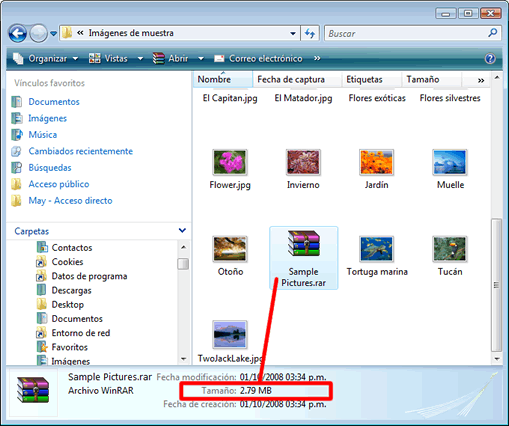 Imágenes de muestra
Buscar
Organizar Vistas Abrir Correo electrónico »
Vínculos favoritos
Documentos
Imágenes
Música
Cambiados recientemente
Búsquedas
Acceso público
May - Acceso directo
Carpetas
Contactos
Cookies
Datos de programa
Descargas
Desktop
Documentos
Entorno de red
Favoritos
Imágenes
Nombre Fecha de captura Etiquetas Tamaño »
El Capitan.jpg El Matador.jpg Flores exóticas Flores silvestres
Flower.jpg Invierno Jardín Muelle
Otoño Sample Pictures.rar Tortuga marina Tucán
TwoJackLake.jpg
Sample Pictures.rar Fecha modificación: 01/10/2008 03:34 p.m.
Archivo WinRAR Tamaño: 2.79 MB
Fecha de creación: 01/10/2008 03:34 p.m.